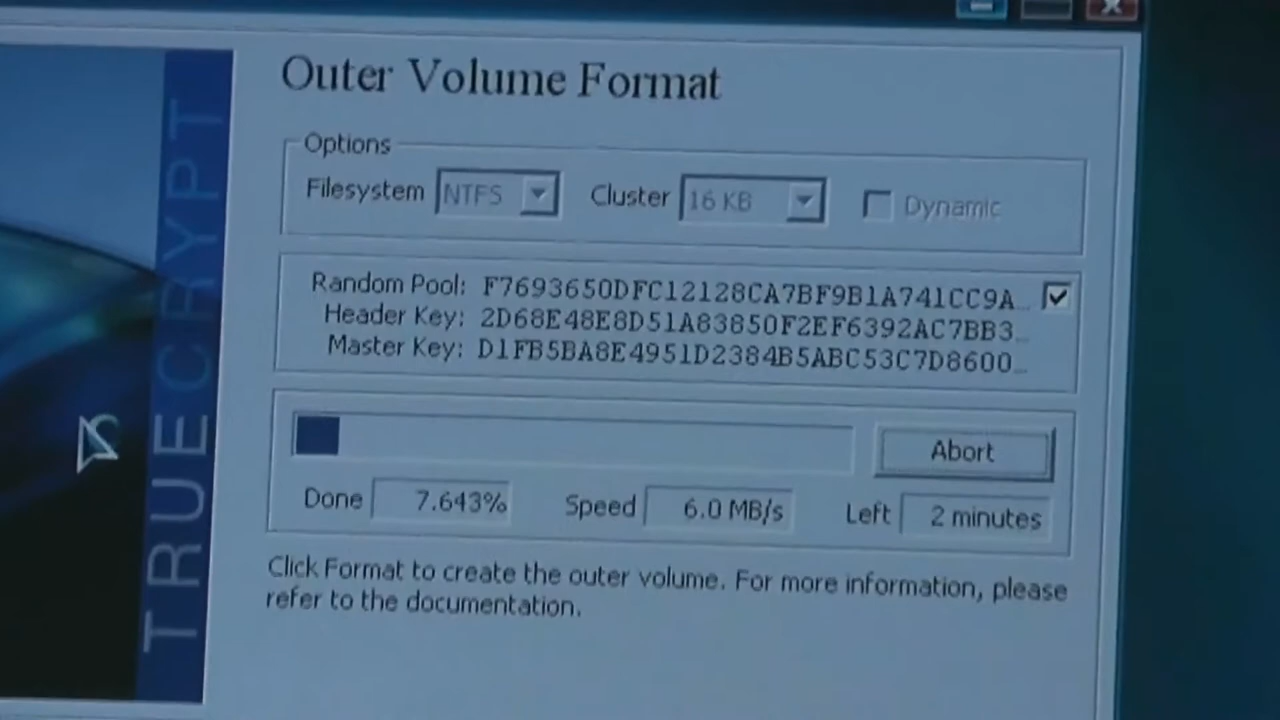 Outer Volume Format
Options
Filesystem NTFS Cluster 16 KB Dynamic
Random Pool: F7693650DFC12128CA7BF9B1A741CC9A...
Header Key: 2D68E48E8D51A83850F2EF6392AC7BB3...
Master Key: D1FB5BA8E4951D2384B5ABC53C7D8600...
Abort
Done 7.643% Speed 6.0 MB/s Left 2 minutes
Click Format to create the outer volume. For more information, please
refer to the documentation.
TRUECRYPT